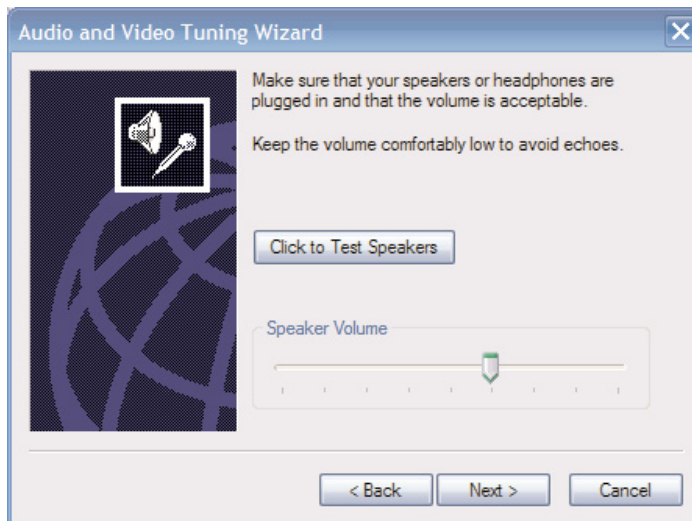 Audio and Video Tuning Wizard
Make sure that your speakers or headphones are
plugged in and that the volume is acceptable.
Keep the volume comfortably low to avoid echoes.
Click to Test Speakers
Speaker Volume
< Back
Next >
Cancel